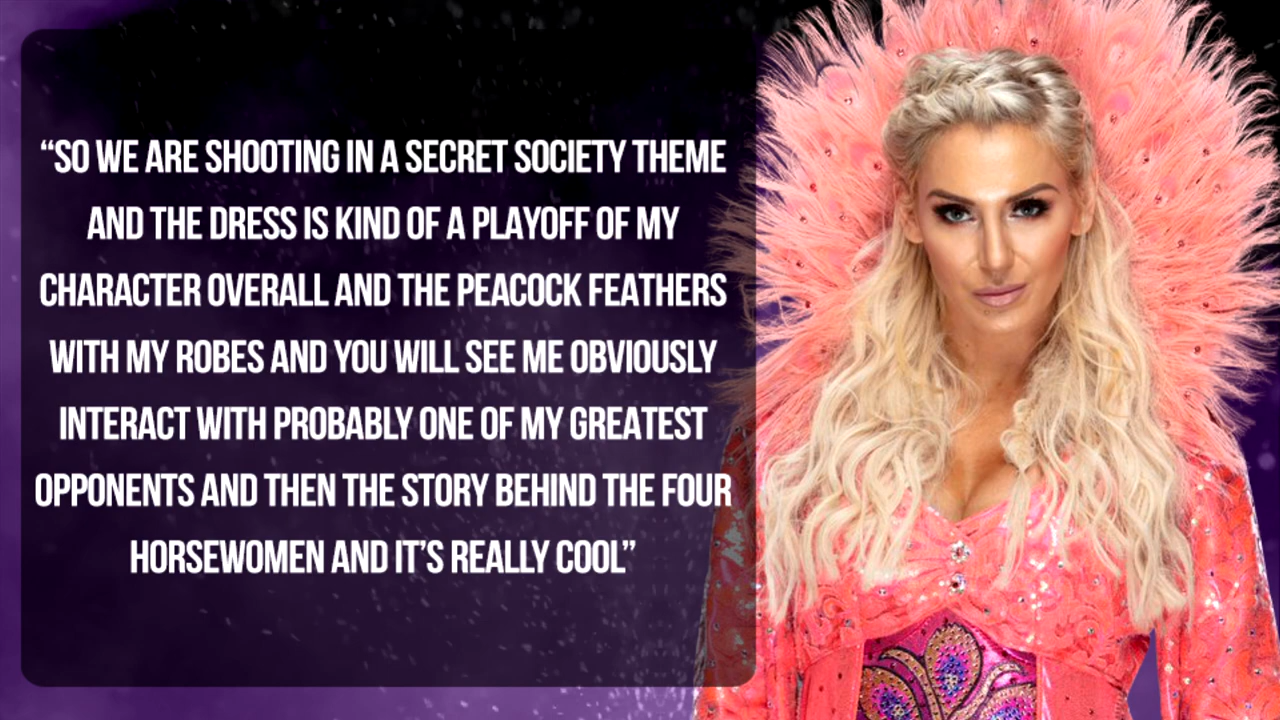 “SO WE ARE SHOOTING IN A SECRET SOCIETY THEME
AND THE DRESS IS KIND OF A PLAYOFF OF MY
CHARACTER OVERALL AND THE PEACOCK FEATHERS
WITH MY ROBES AND YOU WILL SEE ME OBVIOUSLY
INTERACT WITH PROBABLY ONE OF MY GREATEST
OPPONENTS AND THEN THE STORY BEHIND THE FOUR
HORSEWOMEN AND IT’S REALLY COOL”